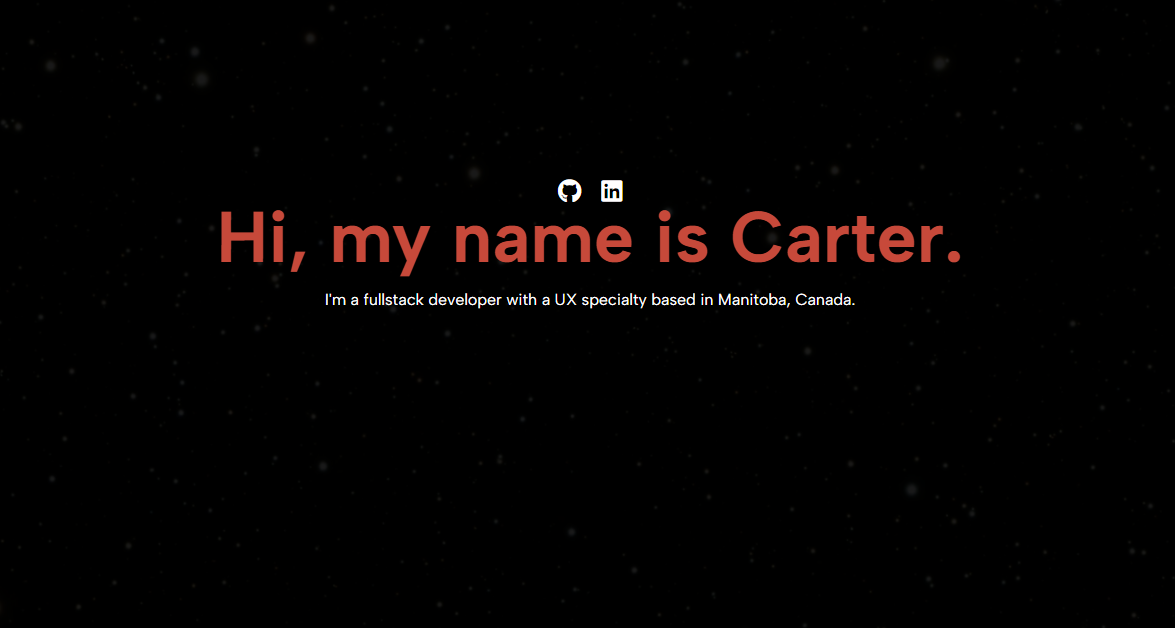 in
Hi, my name is Carter.
I'm a fullstack developer with a UX specialty based in Manitoba, Canada.